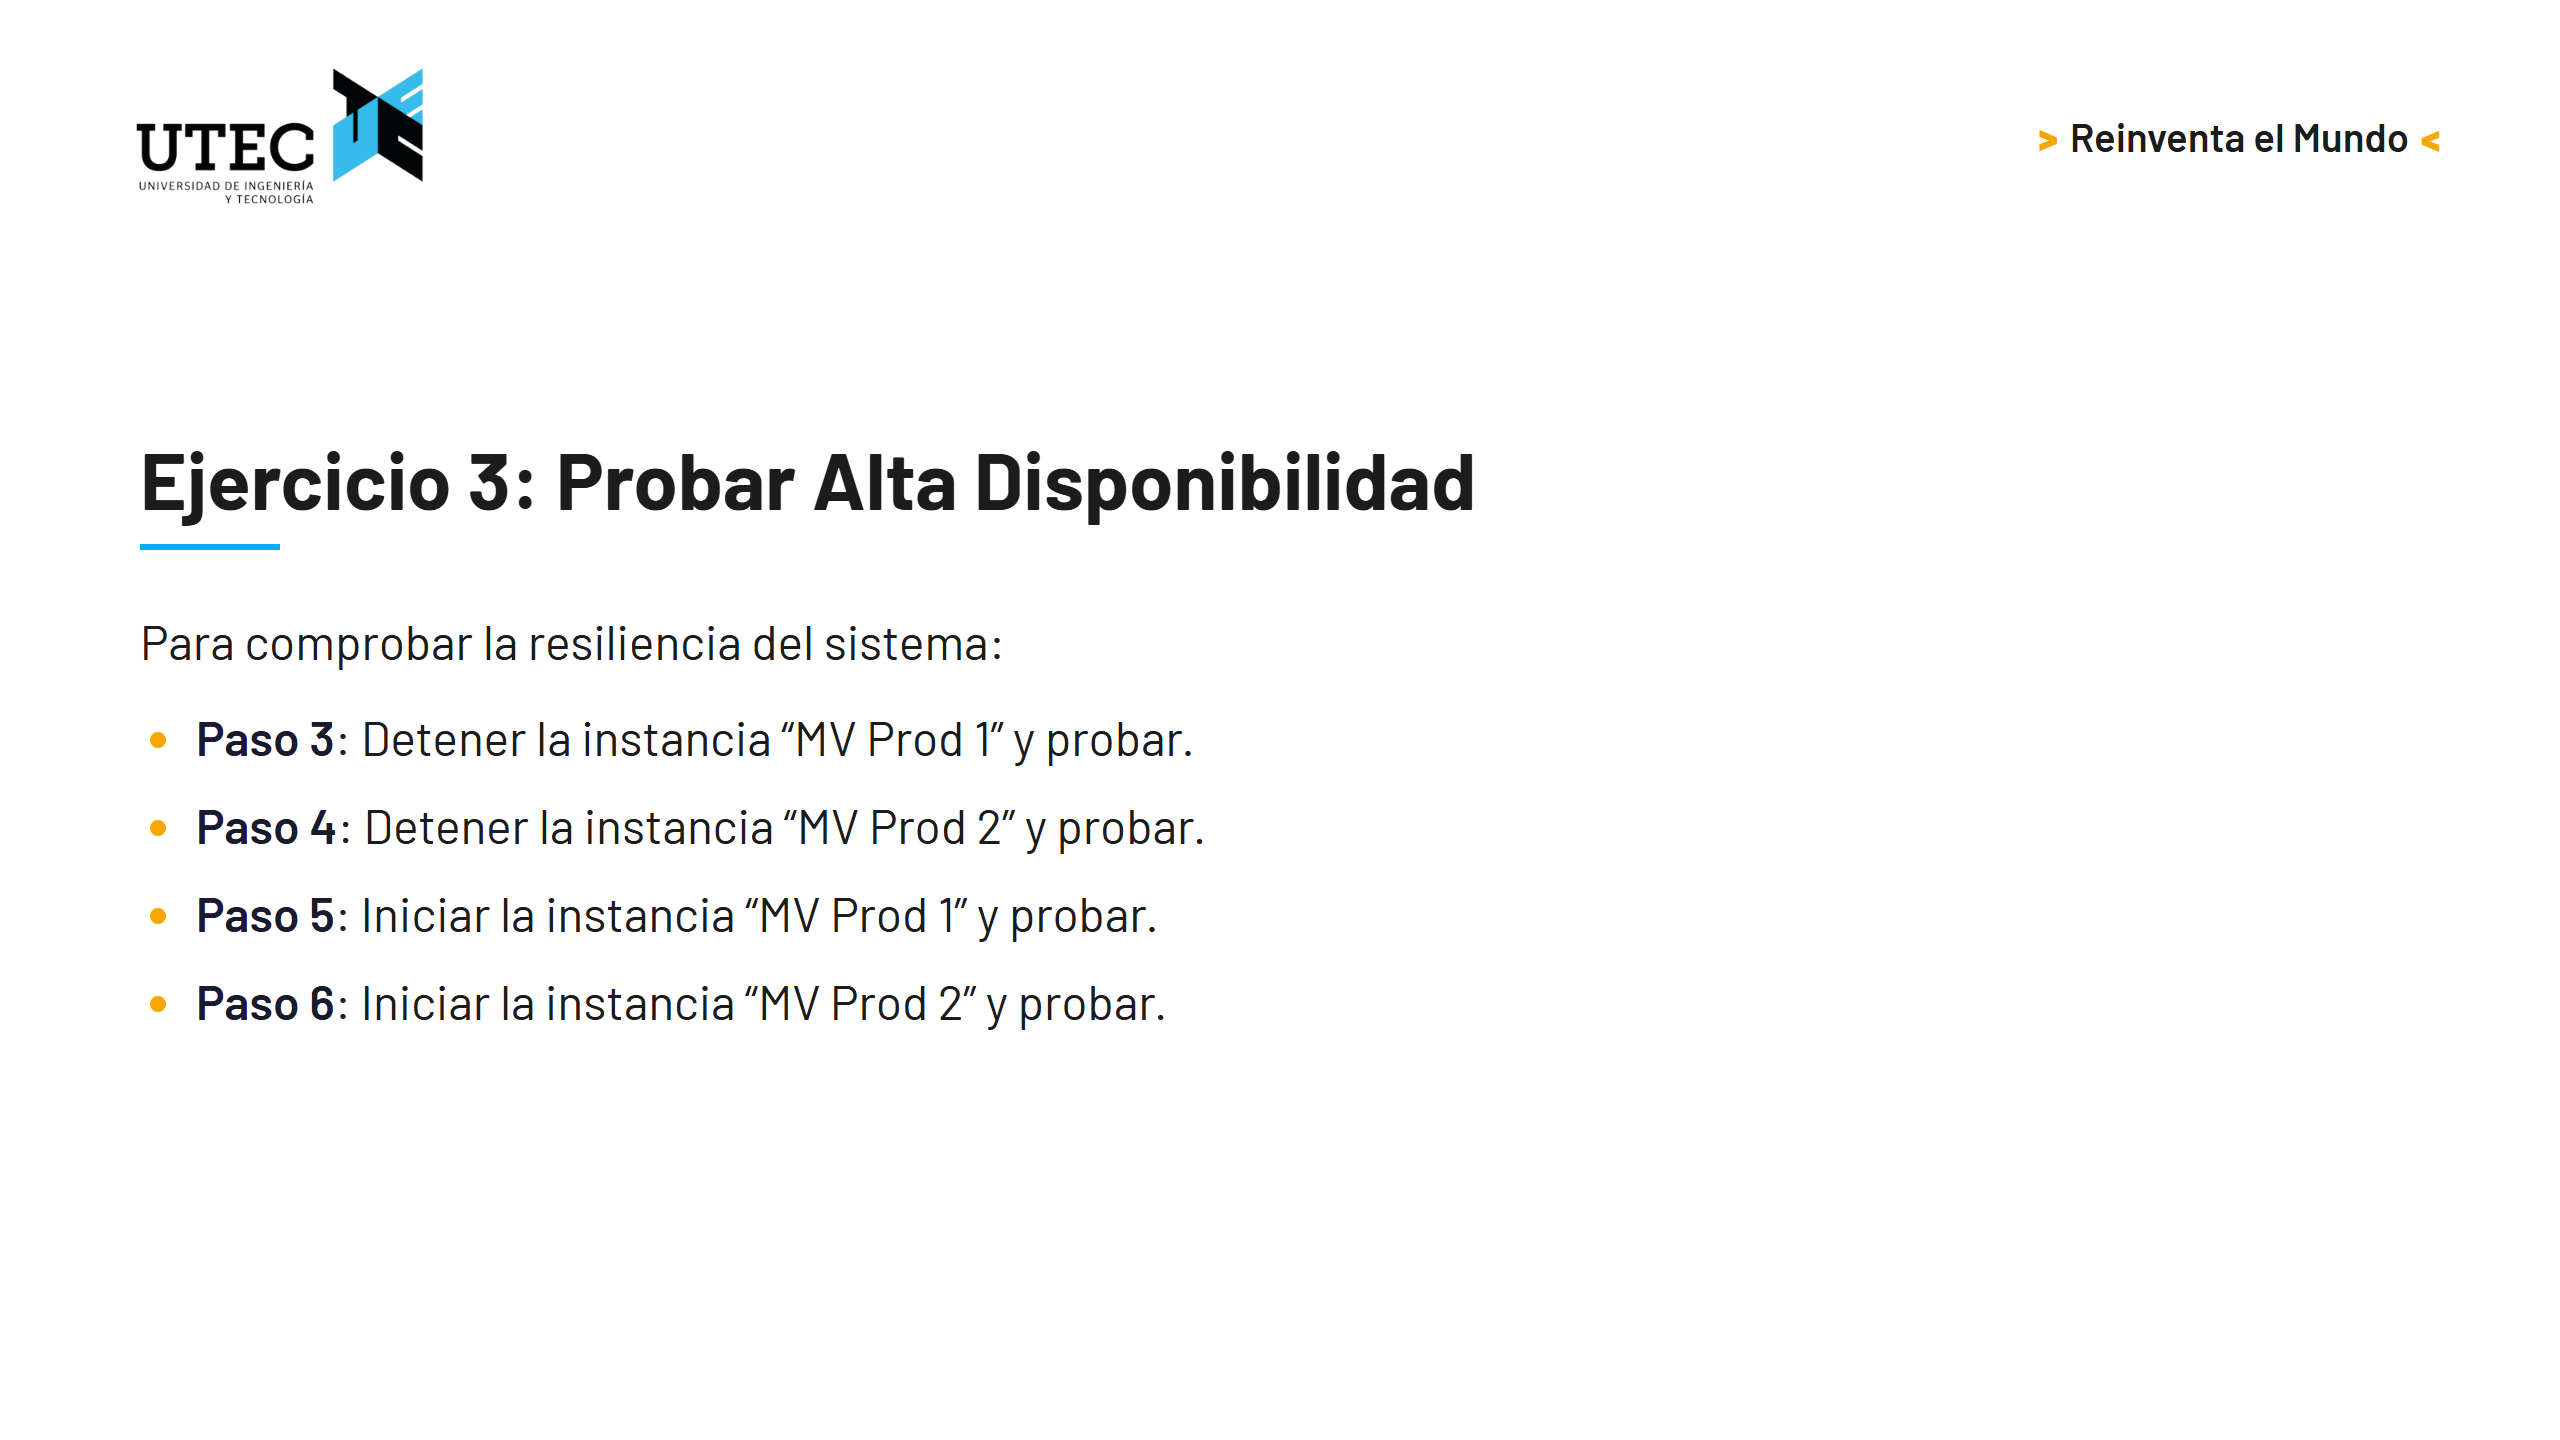 UTEC
UNIVERSIDAD DE INGENIERÍA
Y TECNOLOGÍA
> Reinventa el Mundo <
Ejercicio 3: Probar Alta Disponibilidad
Para comprobar la resiliencia del sistema:
• Paso 3: Detener la instancia “MV Prod 1” y probar.
• Paso 4: Detener la instancia “MV Prod 2” y probar.
• Paso 5: Iniciar la instancia “MV Prod 1” y probar.
• Paso 6: Iniciar la instancia “MV Prod 2” y probar.